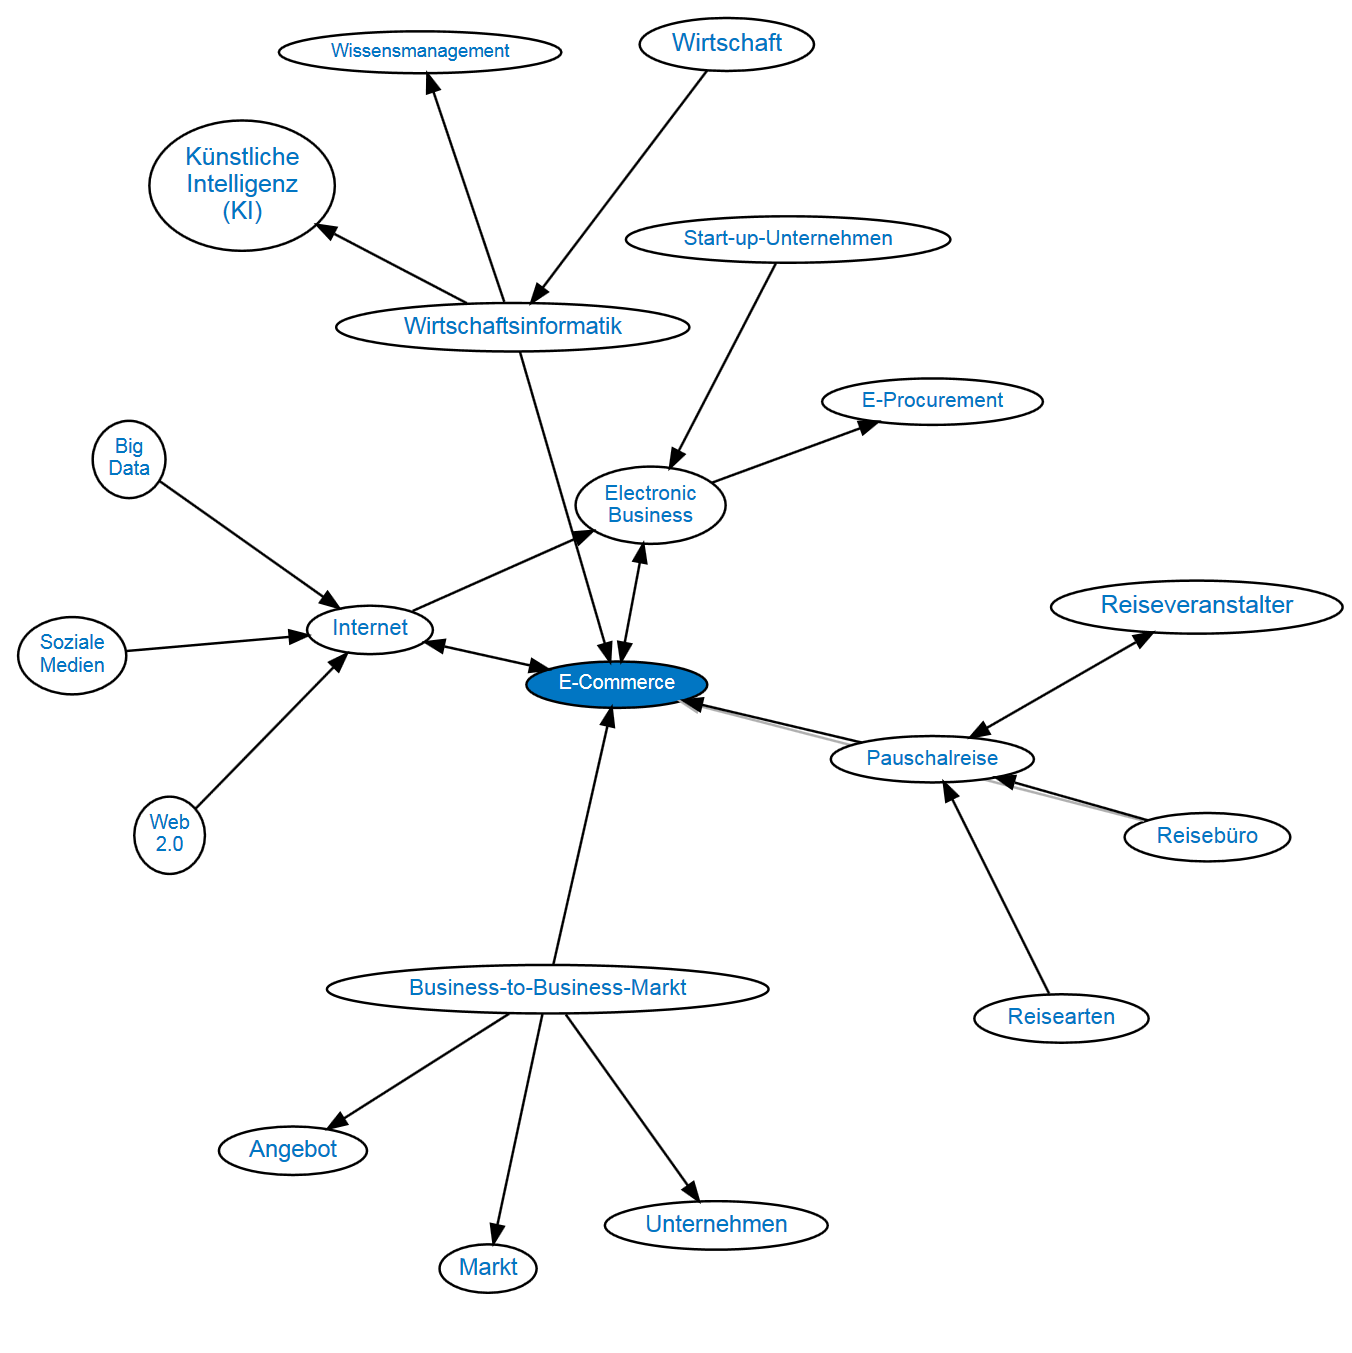 Wissensmanagement
Wirtschaft
Künstliche
Intelligenz
(KI)
Start-up-Unternehmen
Wirtschaftsinformatik
E-Procurement
Big
Data
Electronic
Business
Reiseveranstalter
Internet
Soziale
Medien
E-Commerce
Pauschalreise
Web
2.0
Reisebüro
Business-to-Business-Markt
Reisearten
Angebot
Unternehmen
Markt